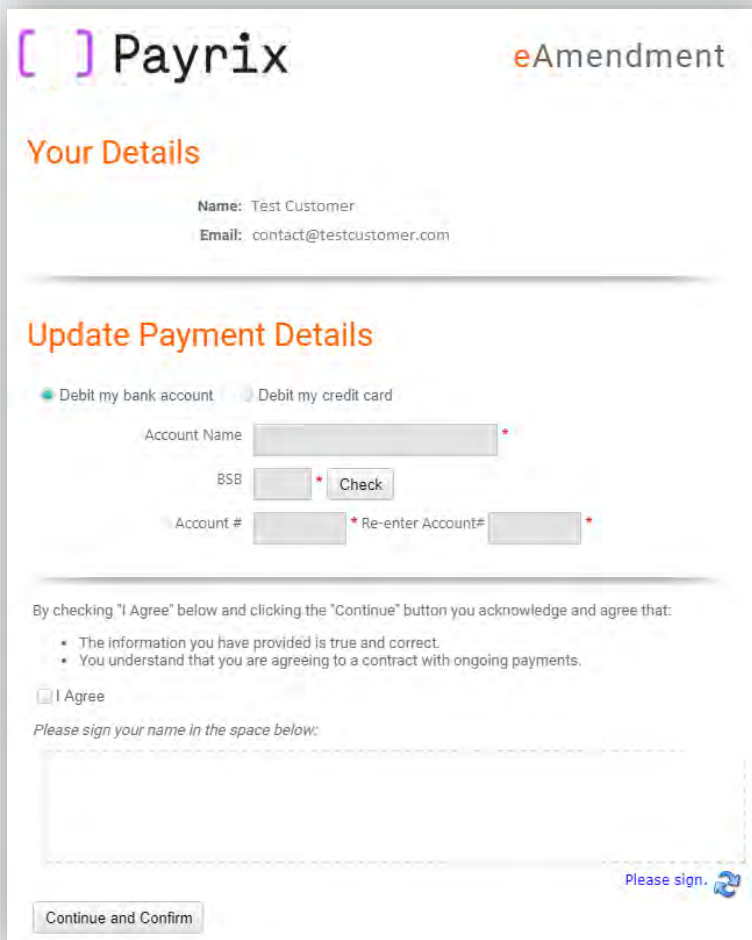 [ ] Payrix
eAmendment
Your Details
Name: Test Customer
Email: contact@testcustomer.com
Update Payment Details
Debit my bank account Debit my credit card
Account Name *
BSB * Check
Account # * Re-enter Account# *
By checking "I Agree" below and clicking the "Continue" button you acknowledge and agree that:
• The information you have provided is true and correct.
• You understand that you are agreeing to a contract with ongoing payments.
I Agree
Please sign your name in the space below:
Please sign.
Continue and Confirm